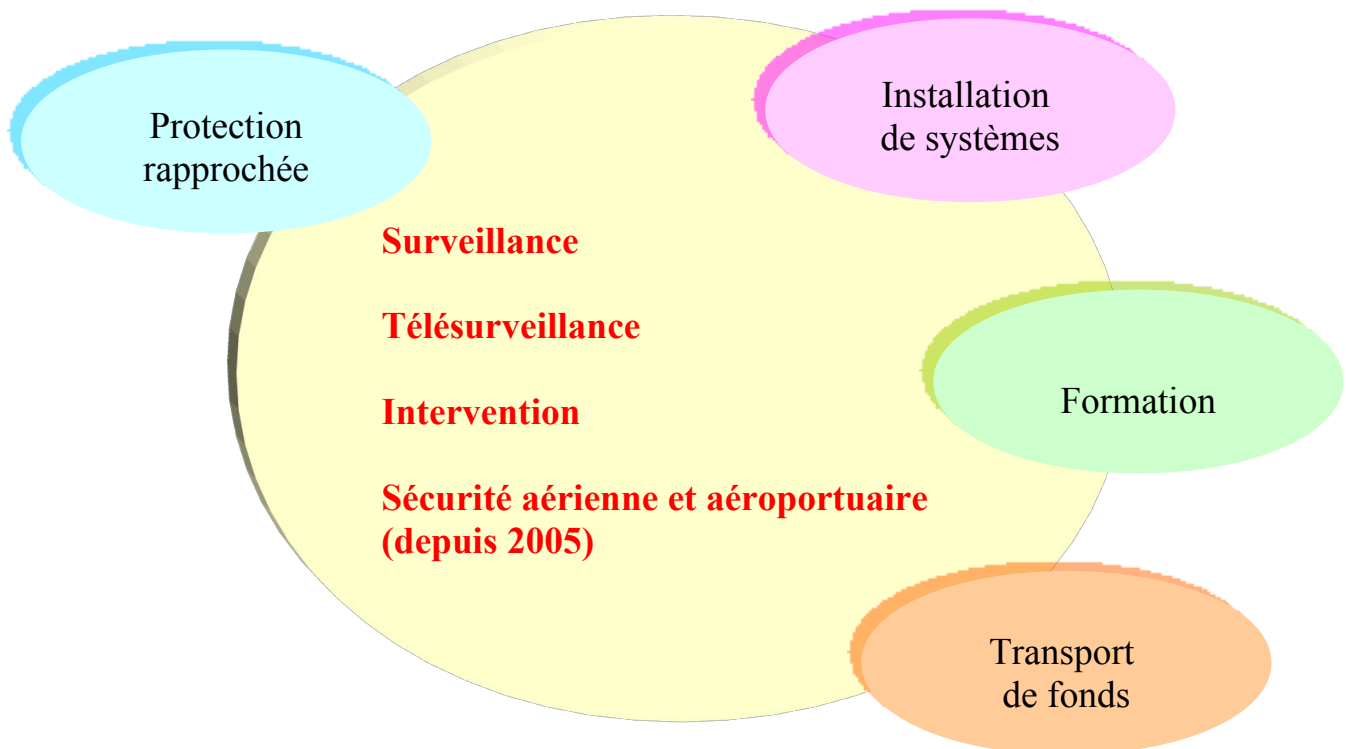 Protection
rapprochée
Installation
de systèmes
Surveillance
Télésurveillance
Intervention
Formation
Sécurité aérienne et aéroportuaire
(depuis 2005)
Transport
de fonds